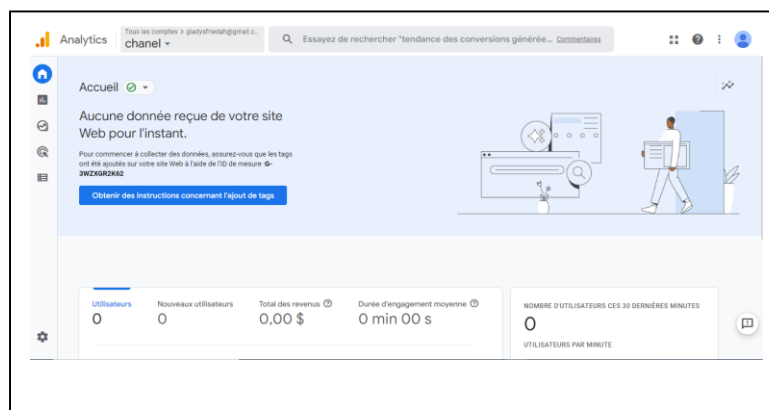 Analytics
Tous les comptes > gladysfriedah@gmail.c...
chanel
Essayez de rechercher "tendance des conversions générée... Commentaires
Accueil
Aucune donnée reçue de votre site
Web pour l'instant.
Pour commencer à collecter des données, assurez-vous que les tags
ont été ajoutés sur votre site Web à l'aide de l'ID de mesure :G-
3WZXGR2K62
Obtenir des instructions concernant l'ajout de tags
Utilisateurs
0
Nouveaux utilisateurs
0
Total des revenus
0,00 $
Durée d'engagement moyenne
0 min 00 s
NOMBRE D'UTILISATEURS CES 30 DERNIÈRES MINUTES
0
UTILISATEURS PAR MINUTE